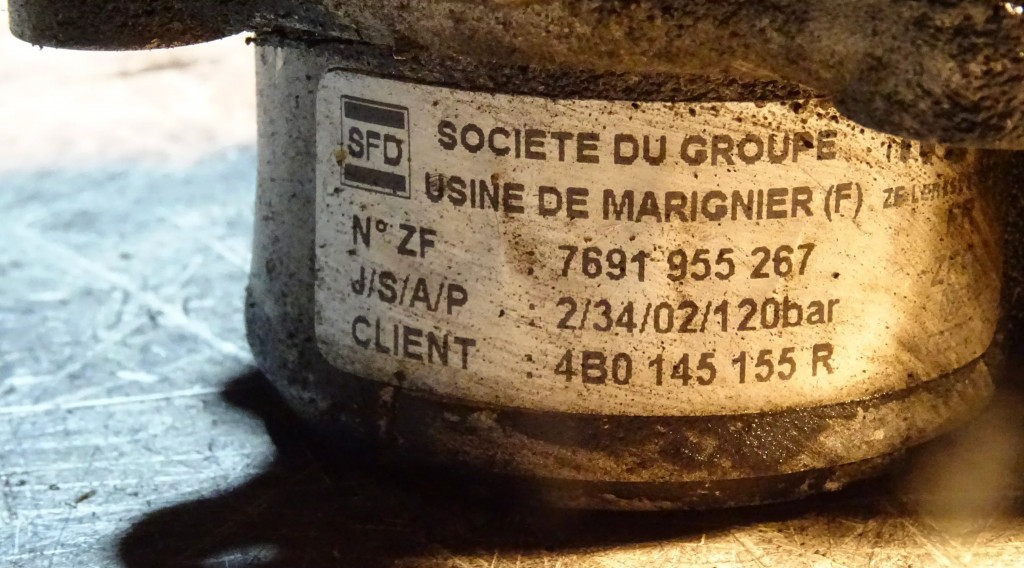 SFD
SOCIETE DU GROUPE
USINE DE MARIGNIER (F)
N° ZF : 7691 955 267
J/S/A/P : 2/34/02/120bar
CLIENT : 4B0 145 155 R